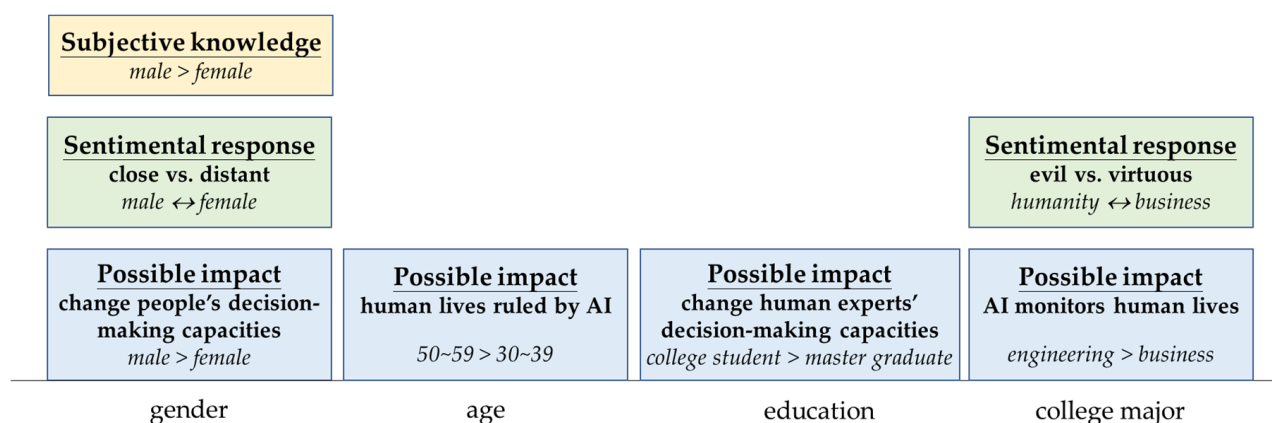 Subjective knowledge
male > female
Sentimental response
close vs. distant
male ↔ female
Sentimental response
evil vs. virtuous
humanity ↔ business
Possible impact
change people's decision-
making capacities
male > female
Possible impact
human lives ruled by AI
50~59 > 30~39
Possible impact
change human experts'
decision-making capacities
college student > master graduate
Possible impact
AI monitors human lives
engineering > business
gender
age
education
college major